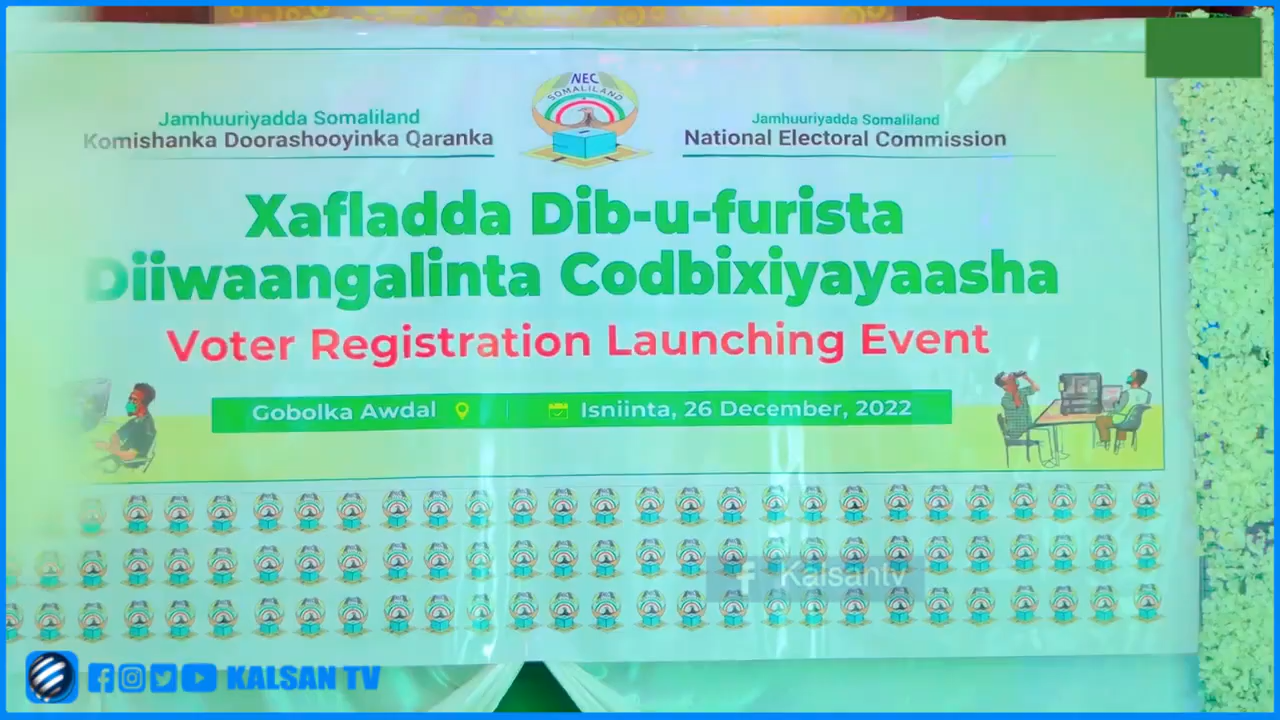 NEC
SOMALILAND
Jamhuuriyadda Somaliland
Komishanka Doorashooyinka Qaranka
Jamhuuriyadda Somaliland
National Electoral Commission
Xafladda Dib-u-furista
Diiwaangalinta Codbixiyayaasha
Voter Registration Launching Event
Gobolka Awdal
Isniinta, 26 December, 2022
Kalsantv
KALSAN TV